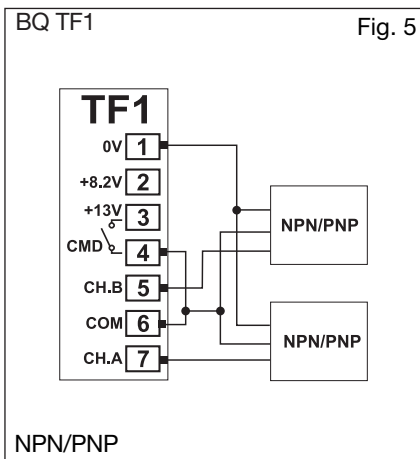 BQ TF1
Fig. 5
TF1
0V 1
+8.2V 2
+13V 3
CMD 4
CH.B 5
COM 6
CH.A 7
NPN/PNP
NPN/PNP
NPN/PNP